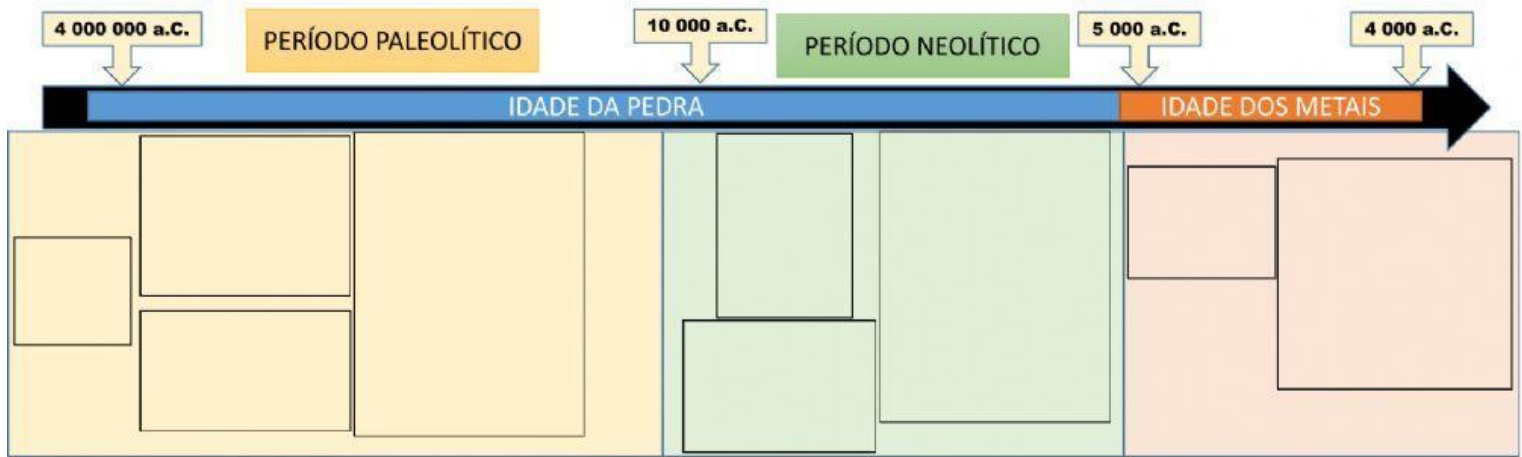 4 000 000 a.C.
PERÍODO PALEOLÍTICO
10 000 a.C.
PERÍODO NEOLÍTICO
5 000 a.C.
4 000 a.C.
IDADE DA PEDRA
IDADE DOS METAIS